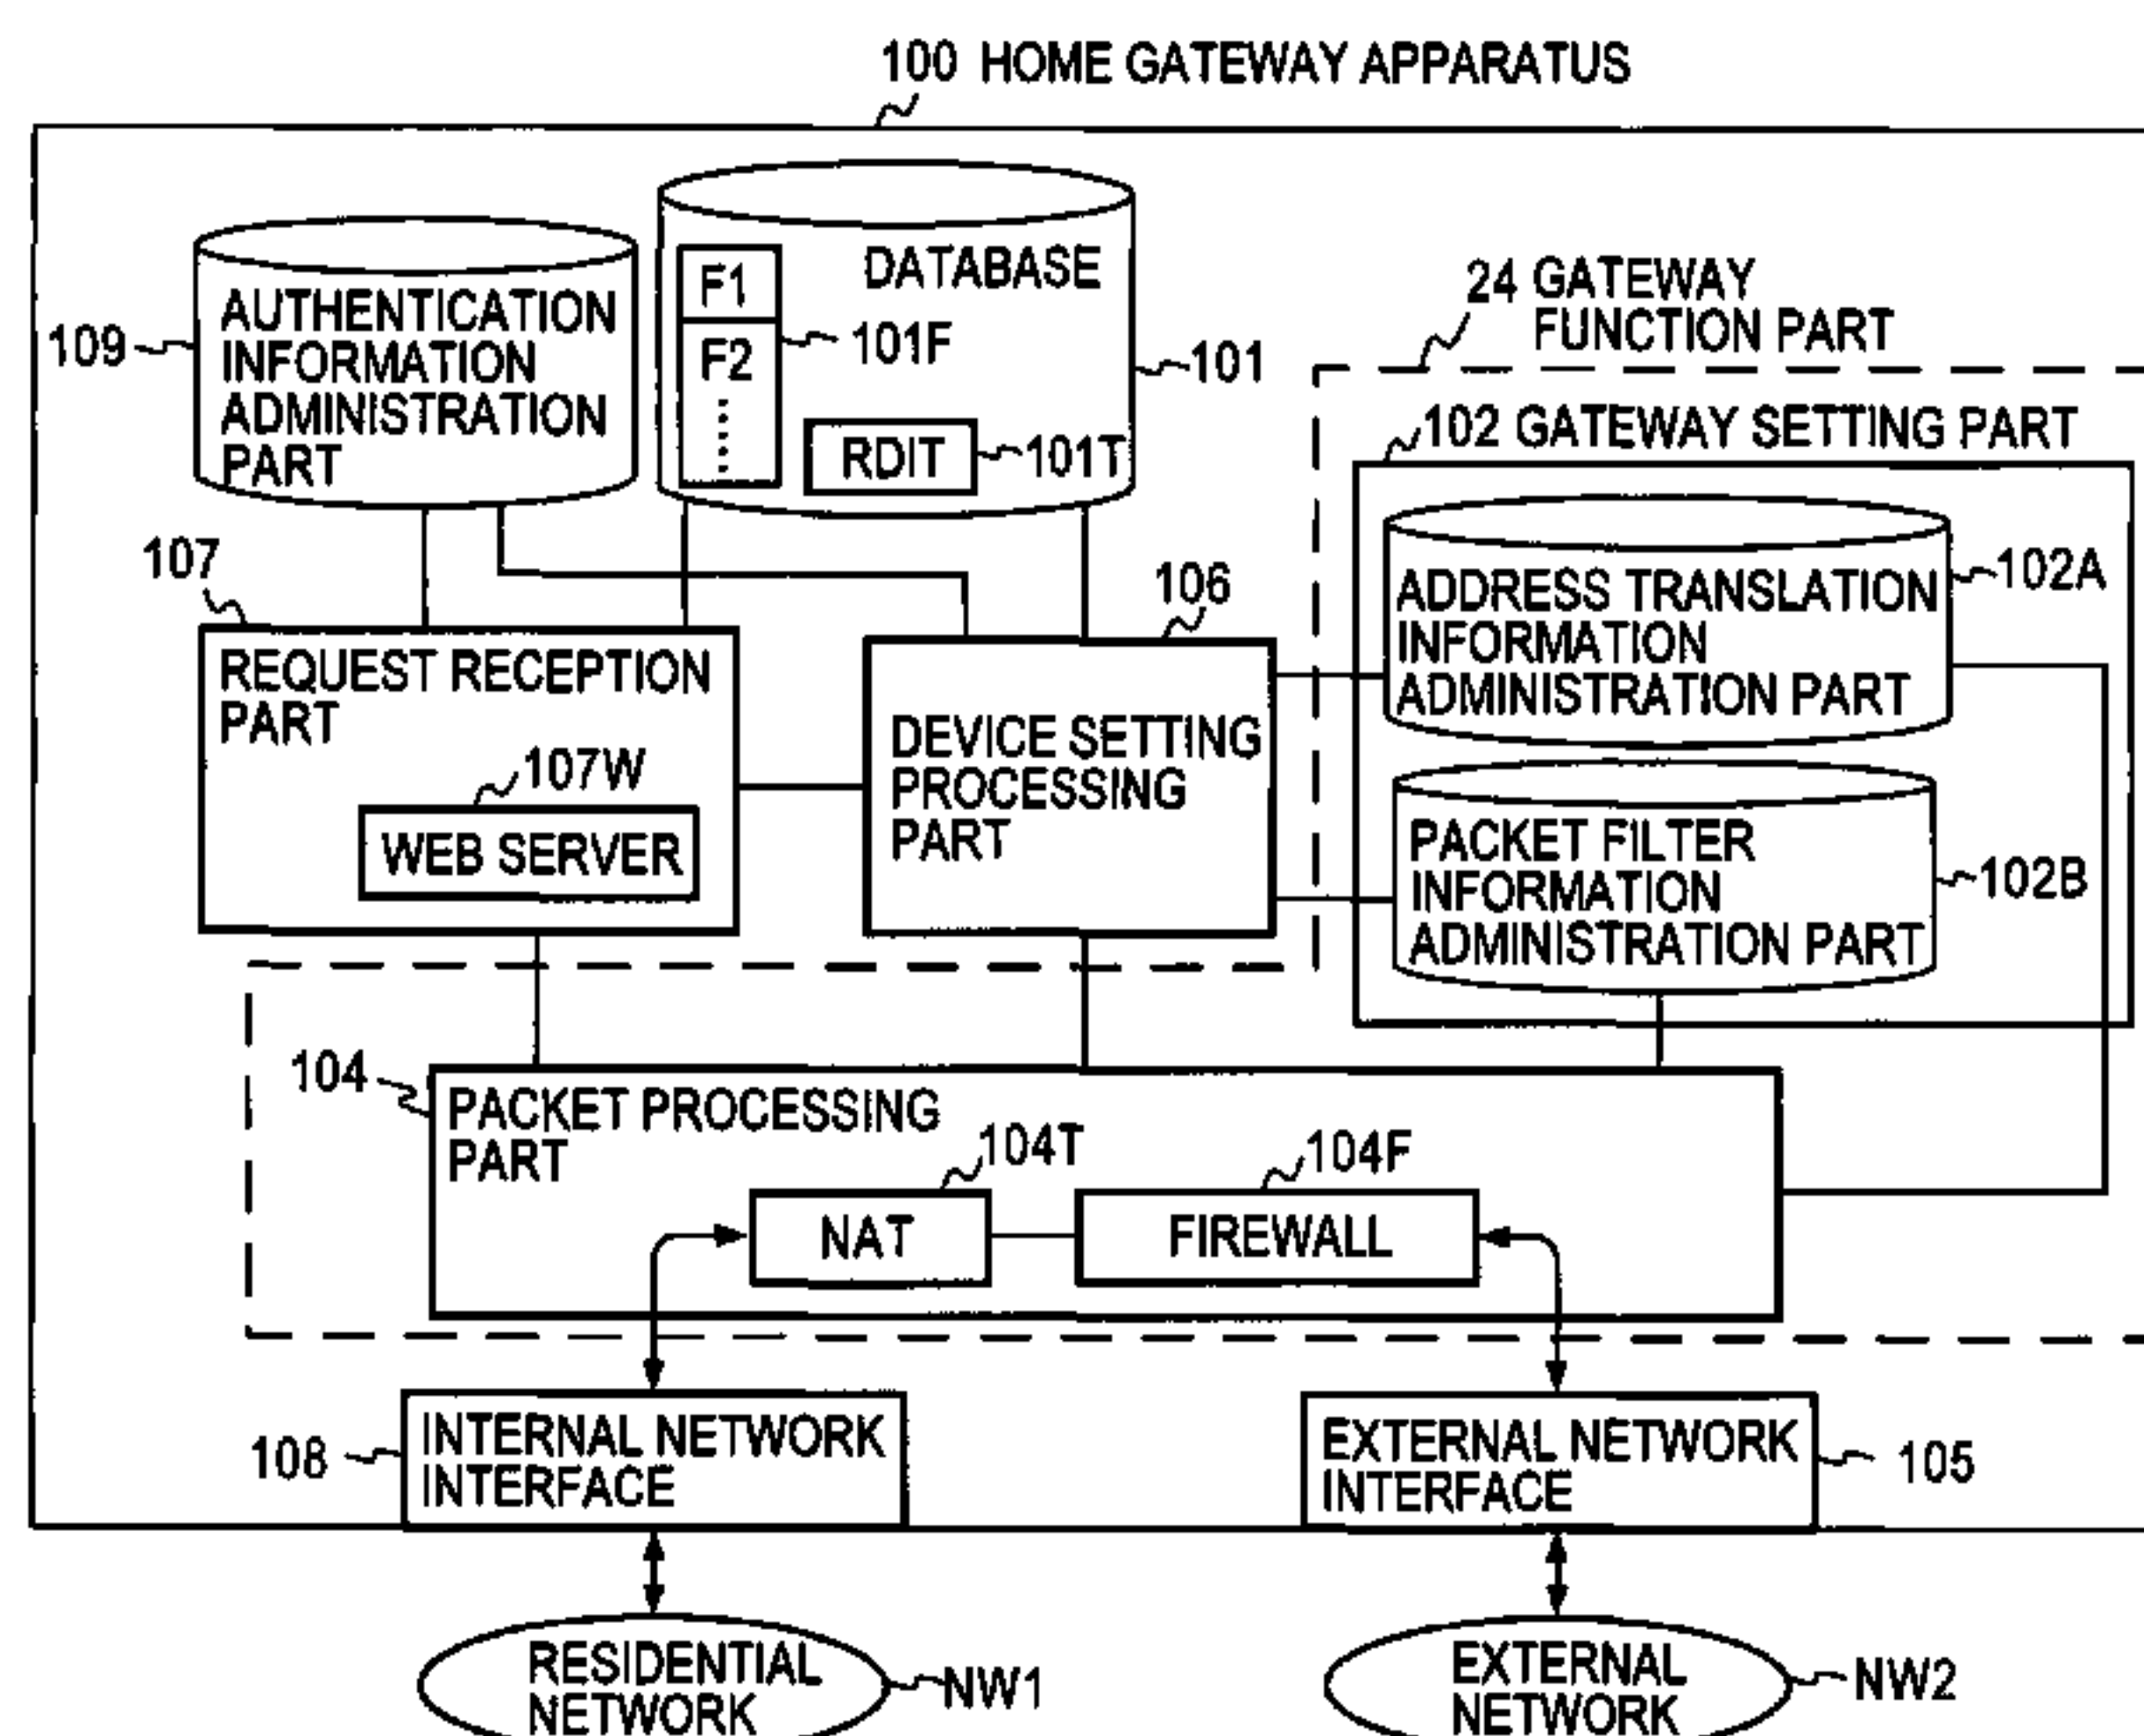 100 HOME GATEWAY APPARATUS
DATABASE
F1
F2
101F
101
RDIT
101T
109
AUTHENTICATION
INFORMATION
ADMINISTRATION
PART
24 GATEWAY
FUNCTION PART
102 GATEWAY SETTING PART
107
REQUEST RECEPTION
PART
107W
WEB SERVER
106
DEVICE SETTING
PROCESSING
PART
ADDRESS TRANSLATION
INFORMATION
ADMINISTRATION PART
102A
PACKET FILTER
INFORMATION
ADMINISTRATION PART
102B
104
PACKET PROCESSING
PART
104T
NAT
104F
FIREWALL
108
INTERNAL NETWORK
INTERFACE
EXTERNAL NETWORK
INTERFACE
105
RESIDENTIAL
NETWORK
NW1
EXTERNAL
NETWORK
NW2